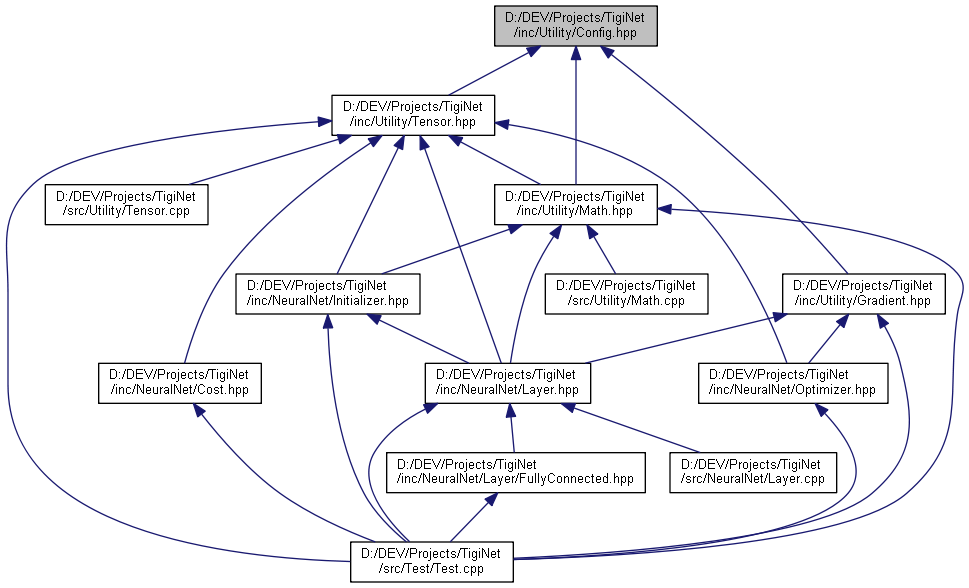 D:/DEV/Projects/TigiNet
/inc/Utility/Config.hpp
D:/DEV/Projects/TigiNet
/inc/Utility/Tensor.hpp
D:/DEV/Projects/TigiNet
/src/Utility/Tensor.cpp
D:/DEV/Projects/TigiNet
/inc/Utility/Math.hpp
D:/DEV/Projects/TigiNet
/inc/NeuralNet/Initializer.hpp
D:/DEV/Projects/TigiNet
/src/Utility/Math.cpp
D:/DEV/Projects/TigiNet
/inc/Utility/Gradient.hpp
D:/DEV/Projects/TigiNet
/inc/NeuralNet/Cost.hpp
D:/DEV/Projects/TigiNet
/inc/NeuralNet/Layer.hpp
D:/DEV/Projects/TigiNet
/inc/NeuralNet/Optimizer.hpp
D:/DEV/Projects/TigiNet
/inc/NeuralNet/Layer/FullyConnected.hpp
D:/DEV/Projects/TigiNet
/src/NeuralNet/Layer.cpp
D:/DEV/Projects/TigiNet
/src/Test/Test.cpp